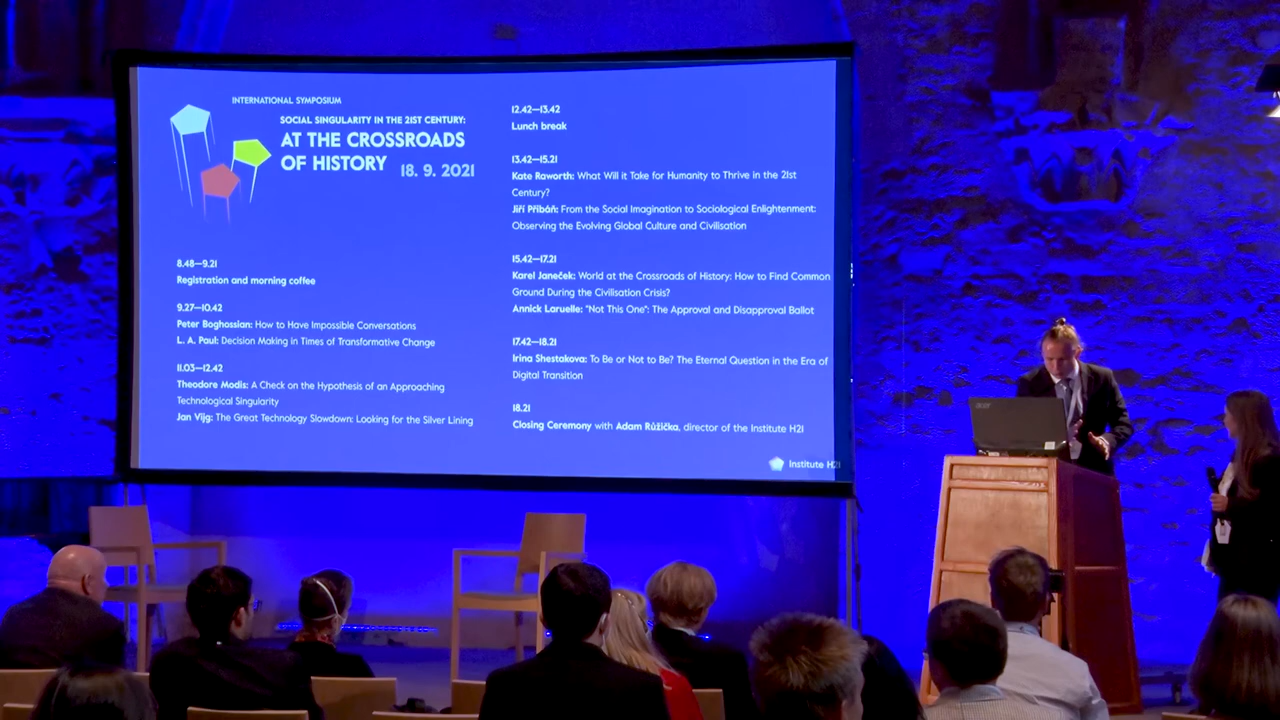 INTERNATIONAL SYMPOSIUM
SOCIAL SINGULARITY IN THE 21ST CENTURY:
AT THE CROSSROADS
OF HISTORY 18. 9. 2021
8.48—9.21
Registration and morning coffee
9.27—10.42
Peter Boghossian: How to Have Impossible Conversations
L. A. Paul: Decision Making in Times of Transformative Change
11.03—12.42
Theodore Modis: A Check on the Hypothesis of an Approaching
Technological Singularity
Jan Vijg: The Great Technology Slowdown: Looking for the Silver Lining
12.42—13.42
Lunch break
13.42—15.21
Kate Raworth: What Will it Take for Humanity to Thrive in the 21st
Century?
Jiří Přibáň: From the Social Imagination to Sociological Enlightenment:
Observing the Evolving Global Culture and Civilisation
15.42—17.21
Karel Janeček: World at the Crossroads of History: How to Find Common
Ground During the Civilisation Crisis?
Annick Laruelle: "Not This One": The Approval and Disapproval Ballot
17.42—18.21
Irina Shestakova: To Be or Not to Be? The Eternal Question in the Era of
Digital Transition
18.21
Closing Ceremony with Adam Růžička, director of the Institute H21
Institute H21
acer